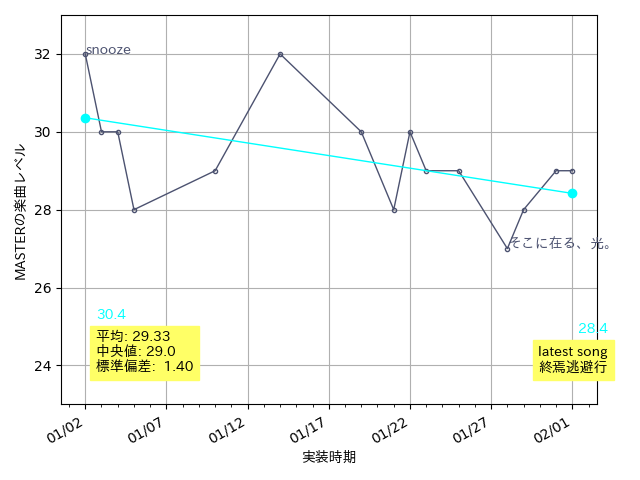 32
30
28
26
24
MASTERの楽曲レベル
snooze
そこに在る、光。
30.4
平均: 29.33
中央値: 29.0
標準偏差: 1.40
28.4
latest song
終焉逃避行
01/02
01/07
01/12
01/17
01/22
01/27
02/01
実装時期